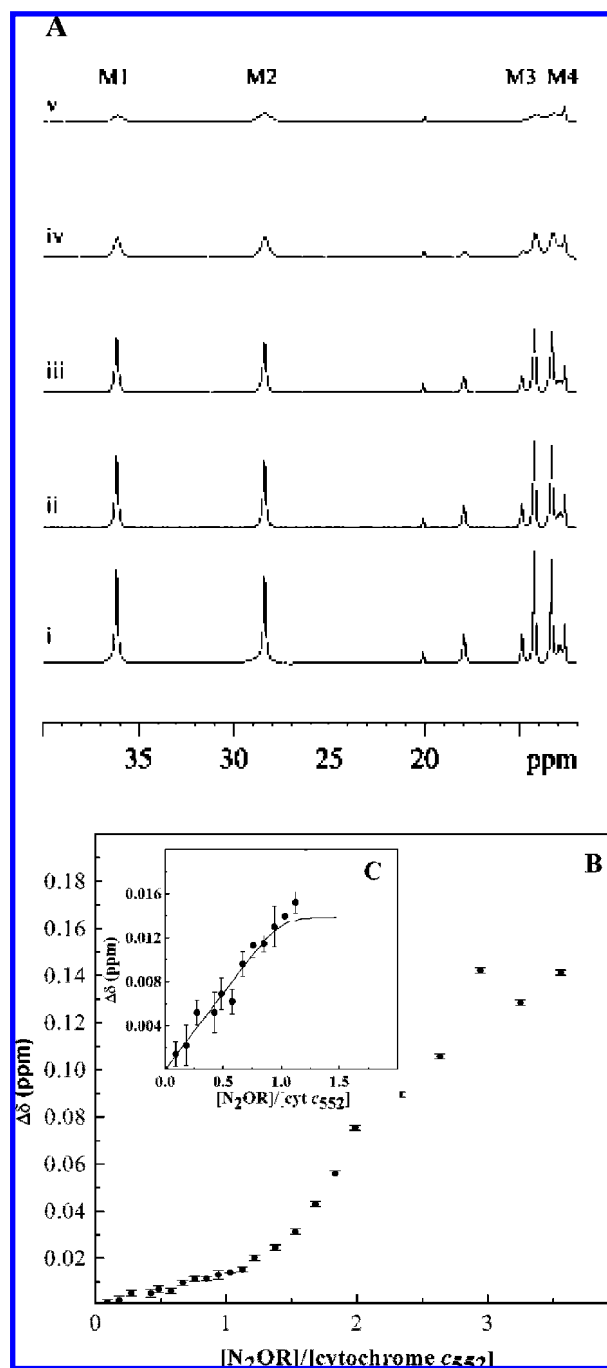 A
M1 M2 M3 M4
v
iv
iii
ii
i
35 30 25 20 ppm
B
0.18
0.16
0.14
0.12
0.10
0.08
0.06
0.04
0.02
Δδ (ppm)
0 1 2 3
[N₂OR]/[cytochrome c₅₅₂]
C
0.016
0.012
0.008
0.004
Δδ (ppm)
0.0 0.5 1.0 1.5
[N₂OR]/[cyt c₅₅₂]